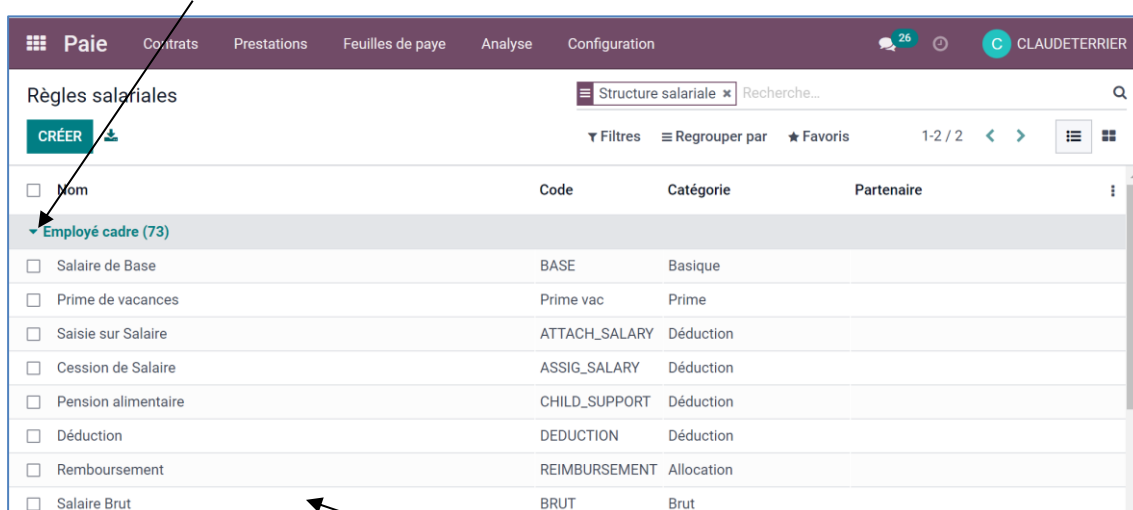 Paie Contrats Prestations Feuilles de paye Analyse Configuration 26 C CLAUDETERRIER
Règles salariales Structure salariale × Recherche...
CRÉER Filtres Regrouper par Favoris 1-2 / 2
Nom Code Catégorie Partenaire
Employé cadre (73)
Salaire de Base BASE Basique
Prime de vacances Prime vac Prime
Saisie sur Salaire ATTACH_SALARY Déduction
Cession de Salaire ASSIG_SALARY Déduction
Pension alimentaire CHILD_SUPPORT Déduction
Déduction DEDUCTION Déduction
Remboursement REIMBURSEMENT Allocation
Salaire Brut BRUT Brut